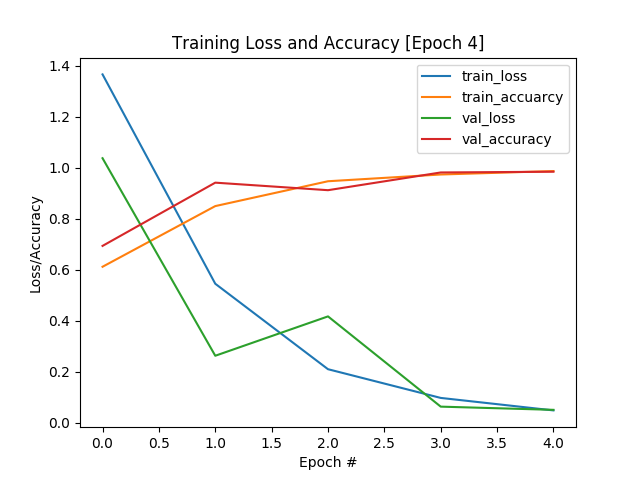 Training Loss and Accuracy [Epoch 4]
train_loss
train_accuarcy
val_loss
val_accuracy
Loss/Accuracy
1.4
1.2
1.0
0.8
0.6
0.4
0.2
0.0
0.0 0.5 1.0 1.5 2.0 2.5 3.0 3.5 4.0
Epoch #